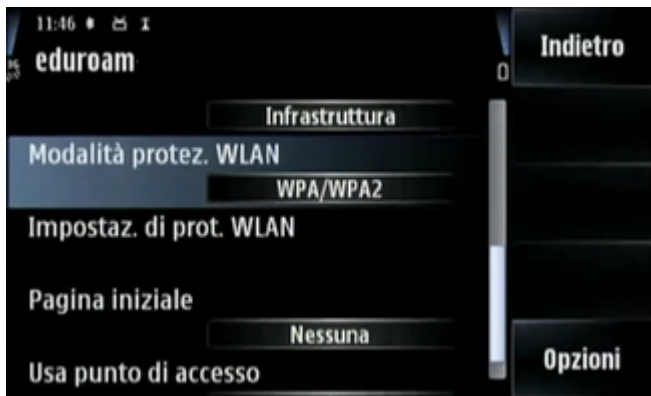 11:46
eduroam
Indietro
Infrastruttura
Modalità protez. WLAN
WPA/WPA2
Impostaz. di prot. WLAN
Pagina iniziale
Nessuna
Usa punto di accesso
Opzioni